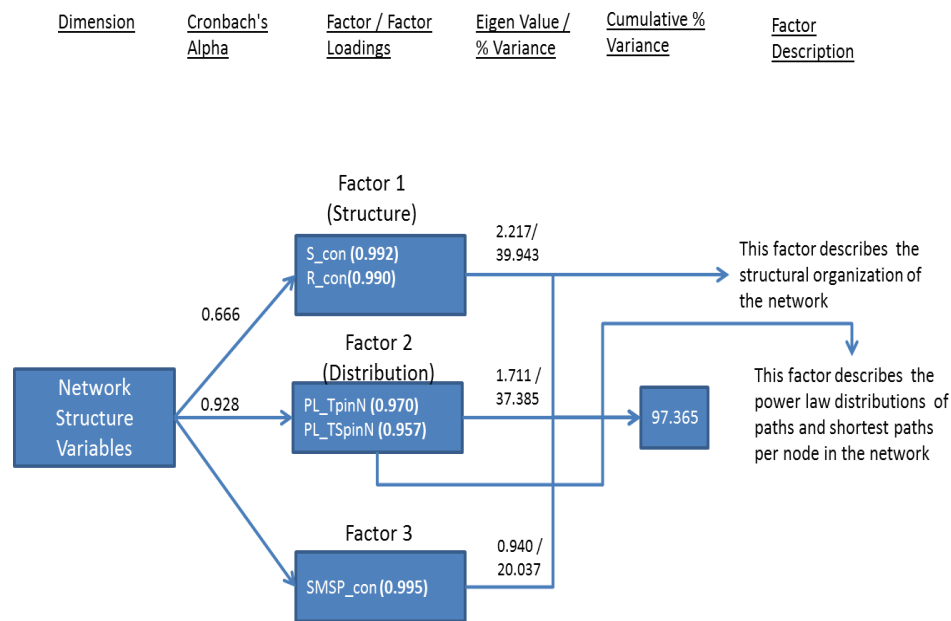 Dimension
Cronbach's
Alpha
Factor / Factor
Loadings
Eigen Value /
% Variance
Cumulative %
Variance
Factor
Description
Factor 1
(Structure)
S_con (0.992)
R_con(0.990)
2.217/
39.943
This factor describes  the
structural organization of
the network
0.666
Factor 2
(Distribution)
Network
Structure
Variables
0.928
PL_TpinN (0.970)
PL_TSpinN (0.957)
1.711 /
37.385
97.365
This factor describes  the
power law distributions  of
paths and shortest paths
per node in the network
Factor 3
SMSP_con (0.995)
0.940 /
20.037